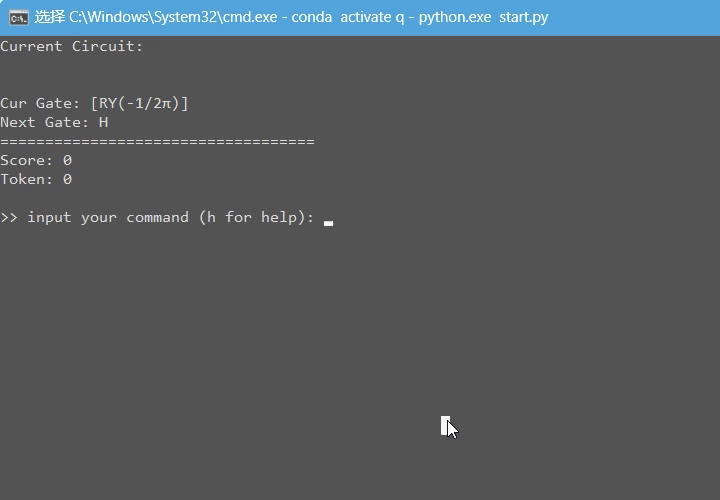 选择 C:\Windows\System32\cmd.exe - conda  activate q - python.exe  start.py
Current Circuit:
Cur Gate: [RY(-1/2π)]
Next Gate: H
===================================
Score: 0
Token: 0
>> input your command (h for help):